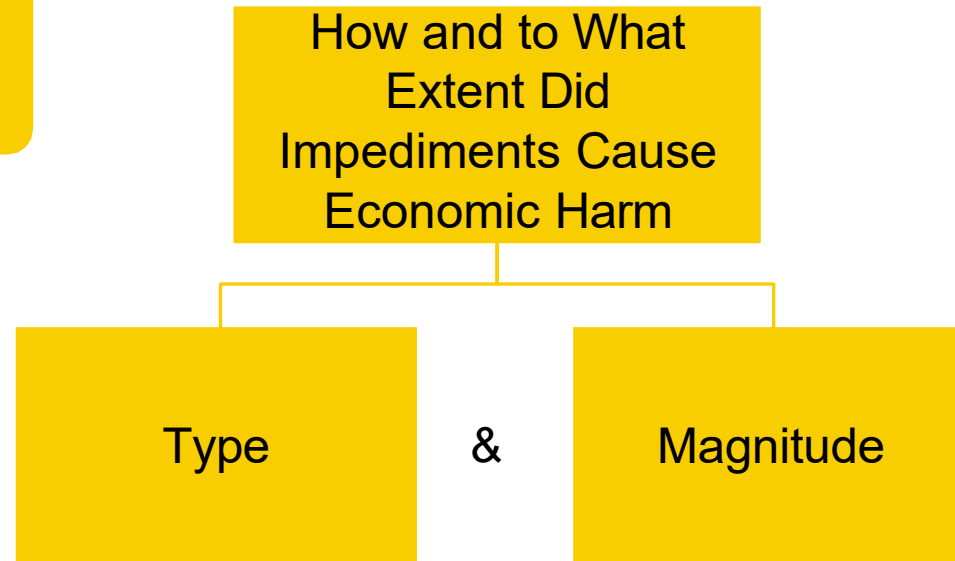 How and to What
Extent Did
Impediments Cause
Economic Harm
Type
&
Magnitude